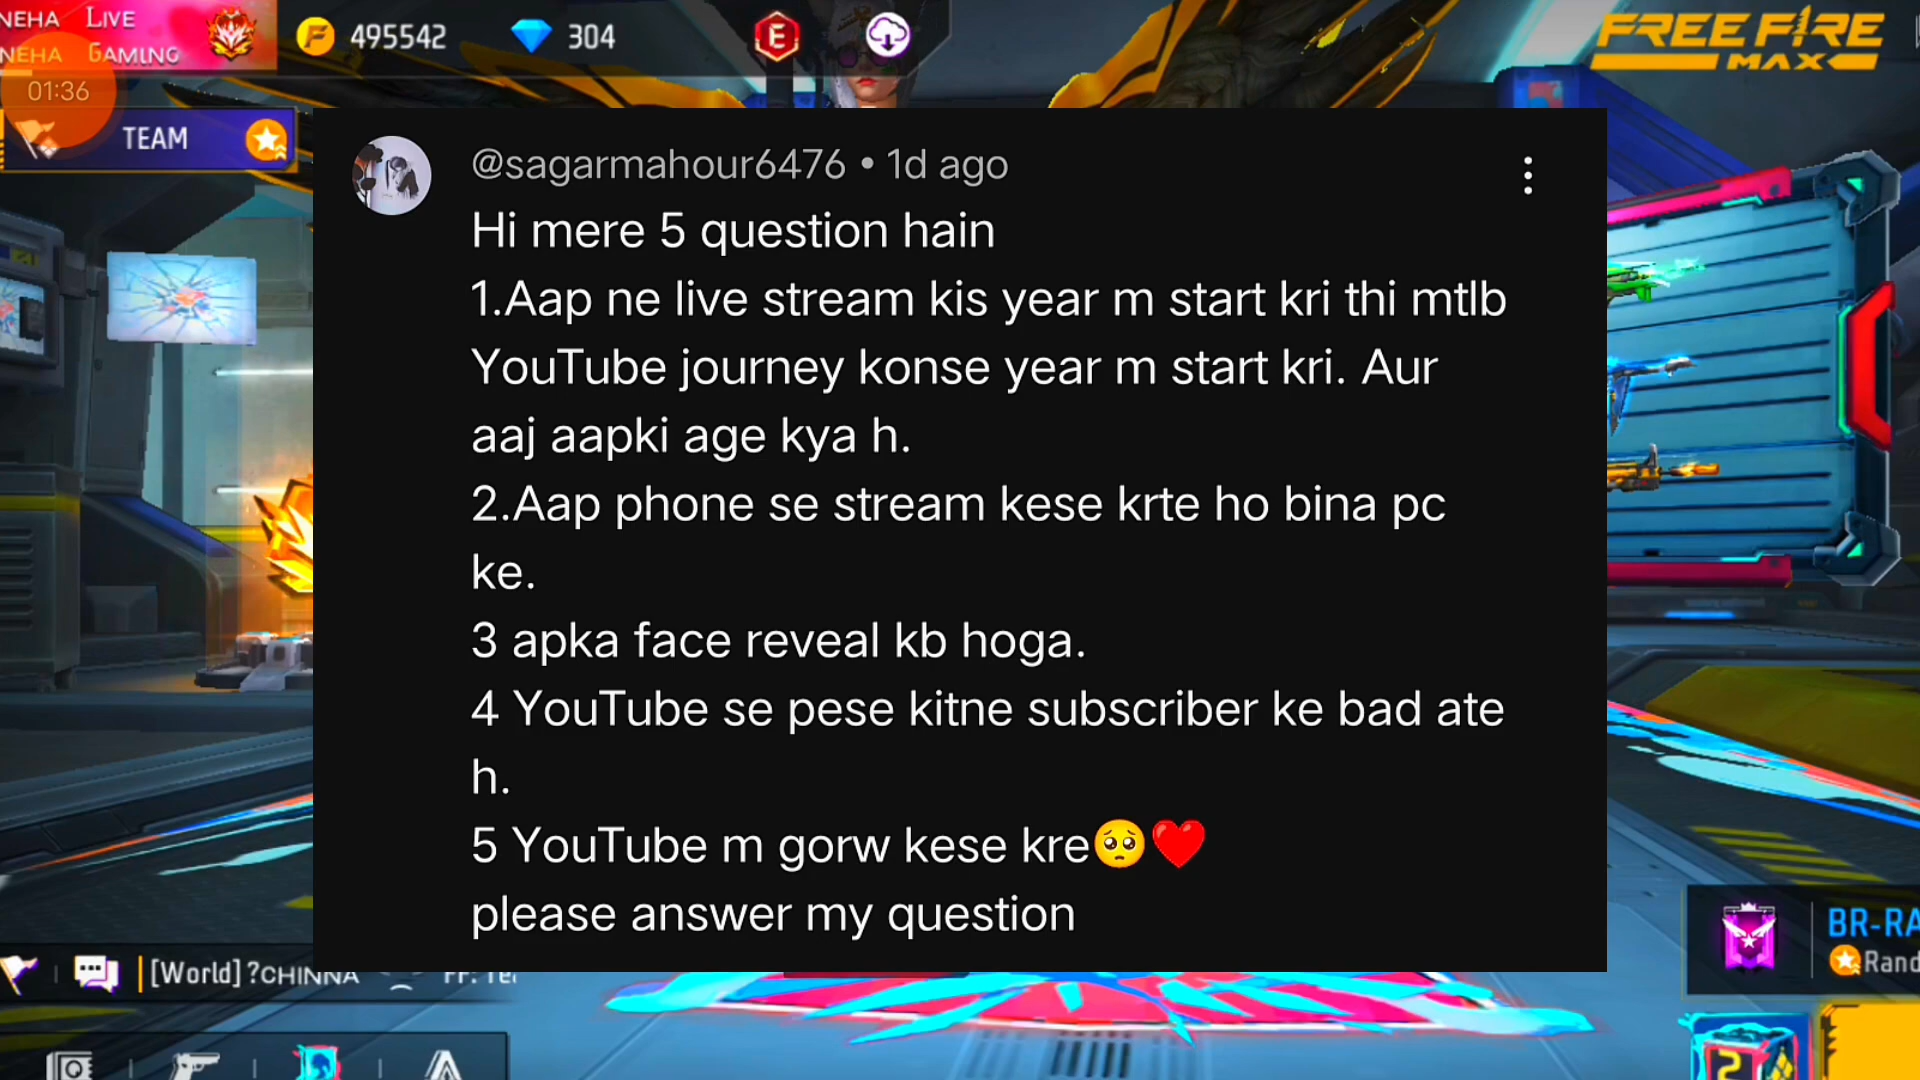 NEHA LIVE
NEHA GAMING
495542
304
E
FREE FIRE
MAX
01:36
TEAM
@sagarmahour6476 • 1d ago
Hi mere 5 question hain
1.Aap ne live stream kis year m start kri thi mtlb
YouTube journey konse year m start kri. Aur
aaj aapki age kya h.
2.Aap phone se stream kese krte ho bina pc
ke.
3 apka face reveal kb hoga.
4 YouTube se pese kitne subscriber ke bad ate
h.
5 YouTube m gorw kese kre🥺❤️
please answer my question
BR-RA
Rand
[World] ?CHINNA
2